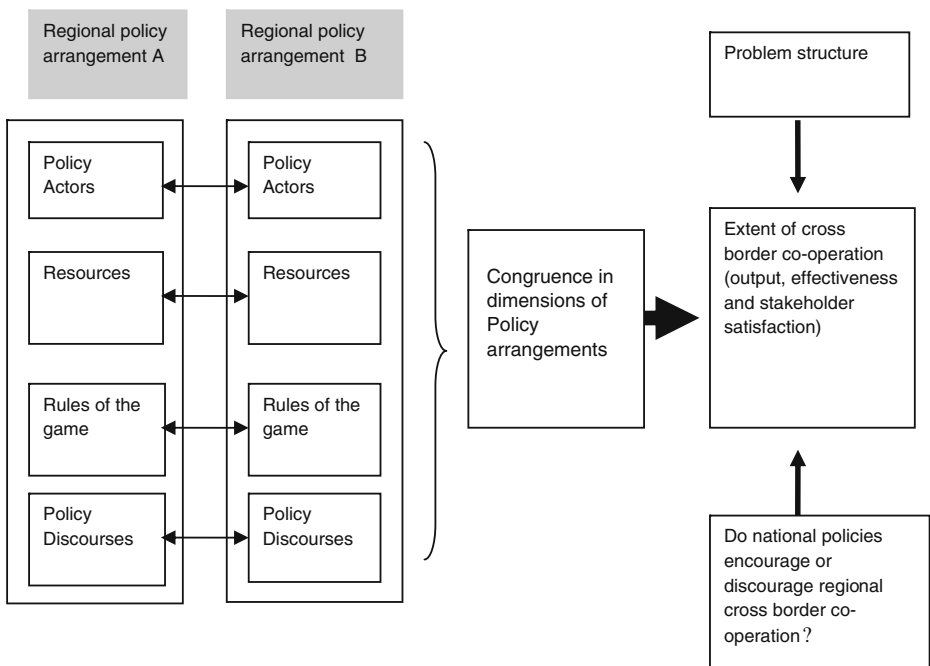 Regional policy
arrangement A
Regional policy
arrangement B
Policy
Actors
Policy
Actors
Resources
Resources
Rules of the
game
Rules of the
game
Policy
Discourses
Policy
Discourses
Congruence in
dimensions of
Policy
arrangements
Problem structure
Extent of cross
border co-operation
(output, effectiveness
and stakeholder
satisfaction)
Do national policies
encourage or
discourage regional
cross border co-
operation?